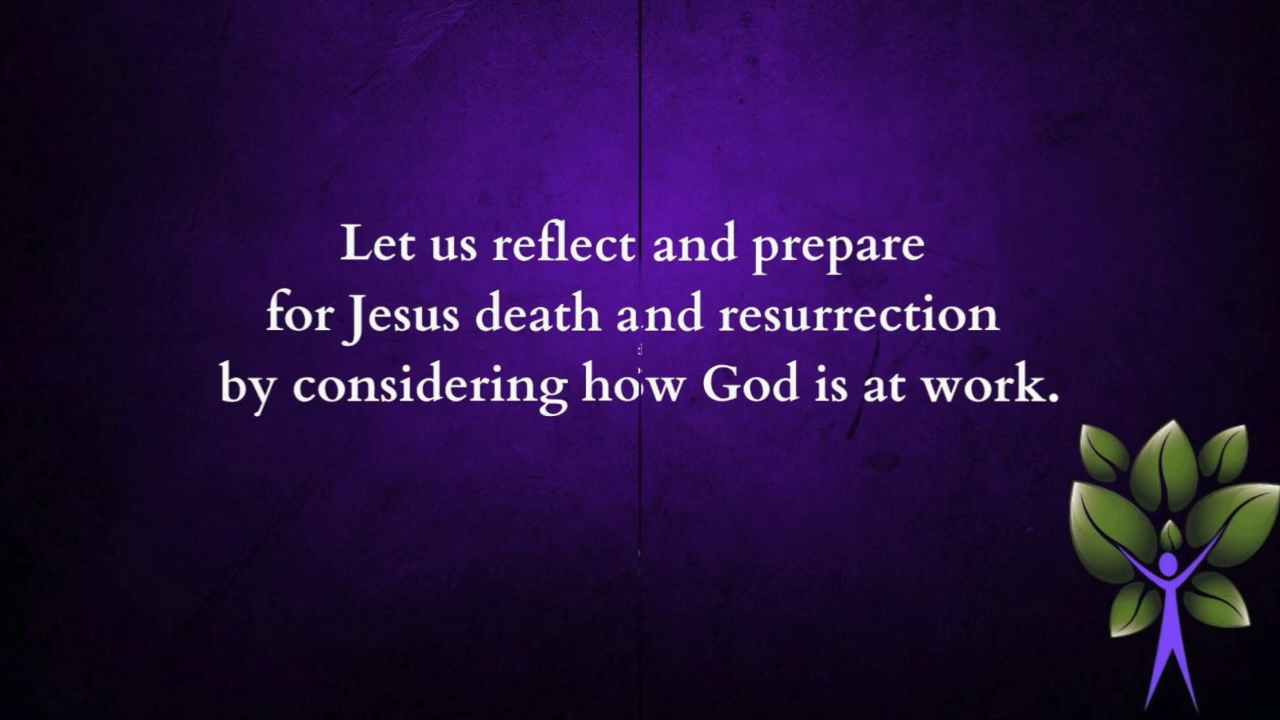 Let us reflect and prepare
for Jesus death and resurrection
by considering how God is at work.